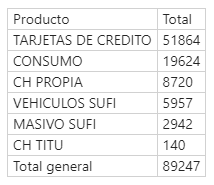 Producto Total
TARJETAS DE CREDITO 51864
CONSUMO 19624
CH PROPIA 8720
VEHICULOS SUFI 5957
MASIVO SUFI 2942
CH TITU 140
Total general 89247